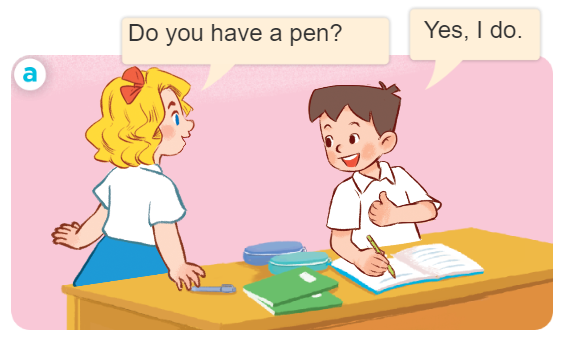 Do you have a pen?
Yes, I do.
a